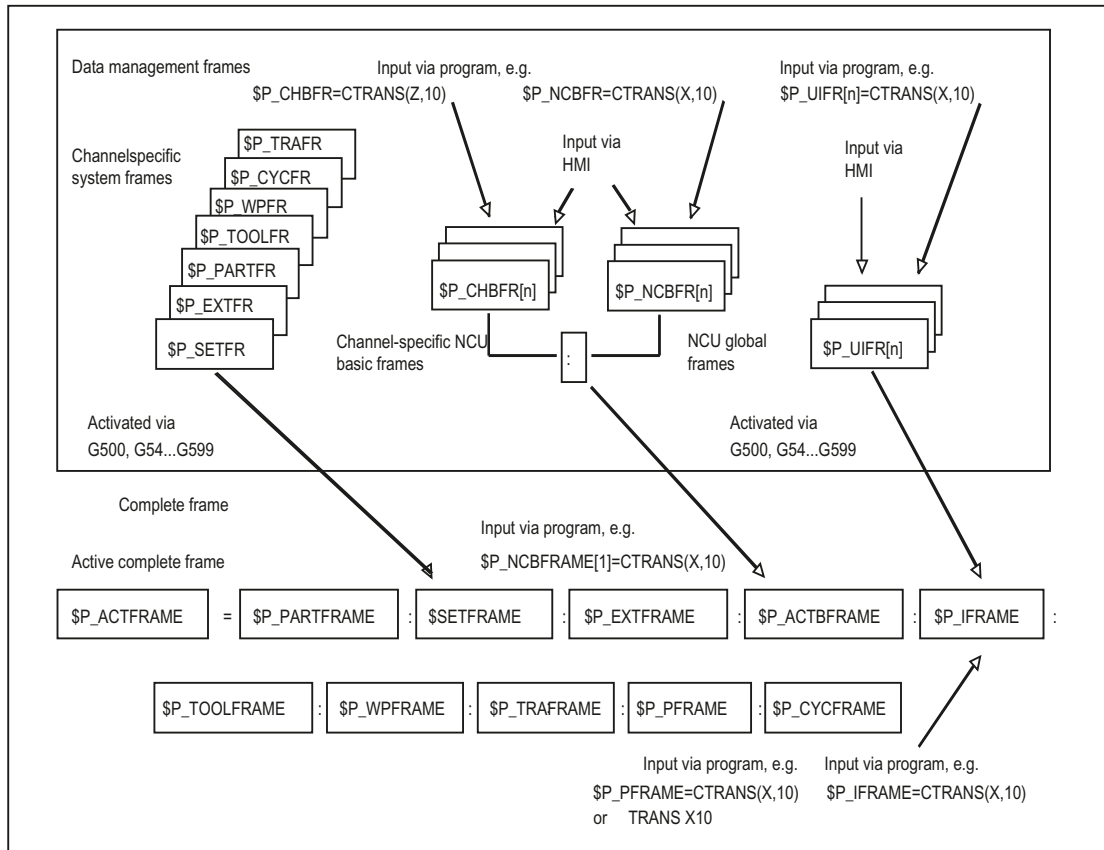 Data management frames
Input via program, e.g.
$P_CHBFR=CTRANS(Z,10)
$P_NCBFR=CTRANS(X,10)
Input via program, e.g.
$P_UIFR[n]=CTRANS(X,10)
Channelspecific
system frames
$P_TRAFR
$P_CYCFR
$P_WPFR
$P_TOOLFR
$P_PARTFR
$P_EXTFR
$P_SETFR
Input via
HMI
Input via
HMI
$P_CHBFR[n]
$P_NCBFR[n]
$P_UIFR[n]
Channel-specific NCU
basic frames
:
NCU global
frames
Activated via
G500, G54...G599
Activated via
G500, G54...G599
Complete frame
Input via program, e.g.
$P_NCBFRAME[1]=CTRANS(X,10)
Active complete frame
$P_ACTFRAME = $P_PARTFRAME : $SETFRAME : $P_EXTFRAME : $P_ACTBFRAME : $P_IFRAME :
$P_TOOLFRAME : $P_WPFRAME : $P_TRAFRAME : $P_PFRAME : $P_CYCFRAME
Input via program, e.g.
$P_PFRAME=CTRANS(X,10)
or TRANS X10
Input via program, e.g.
$P_IFRAME=CTRANS(X,10)